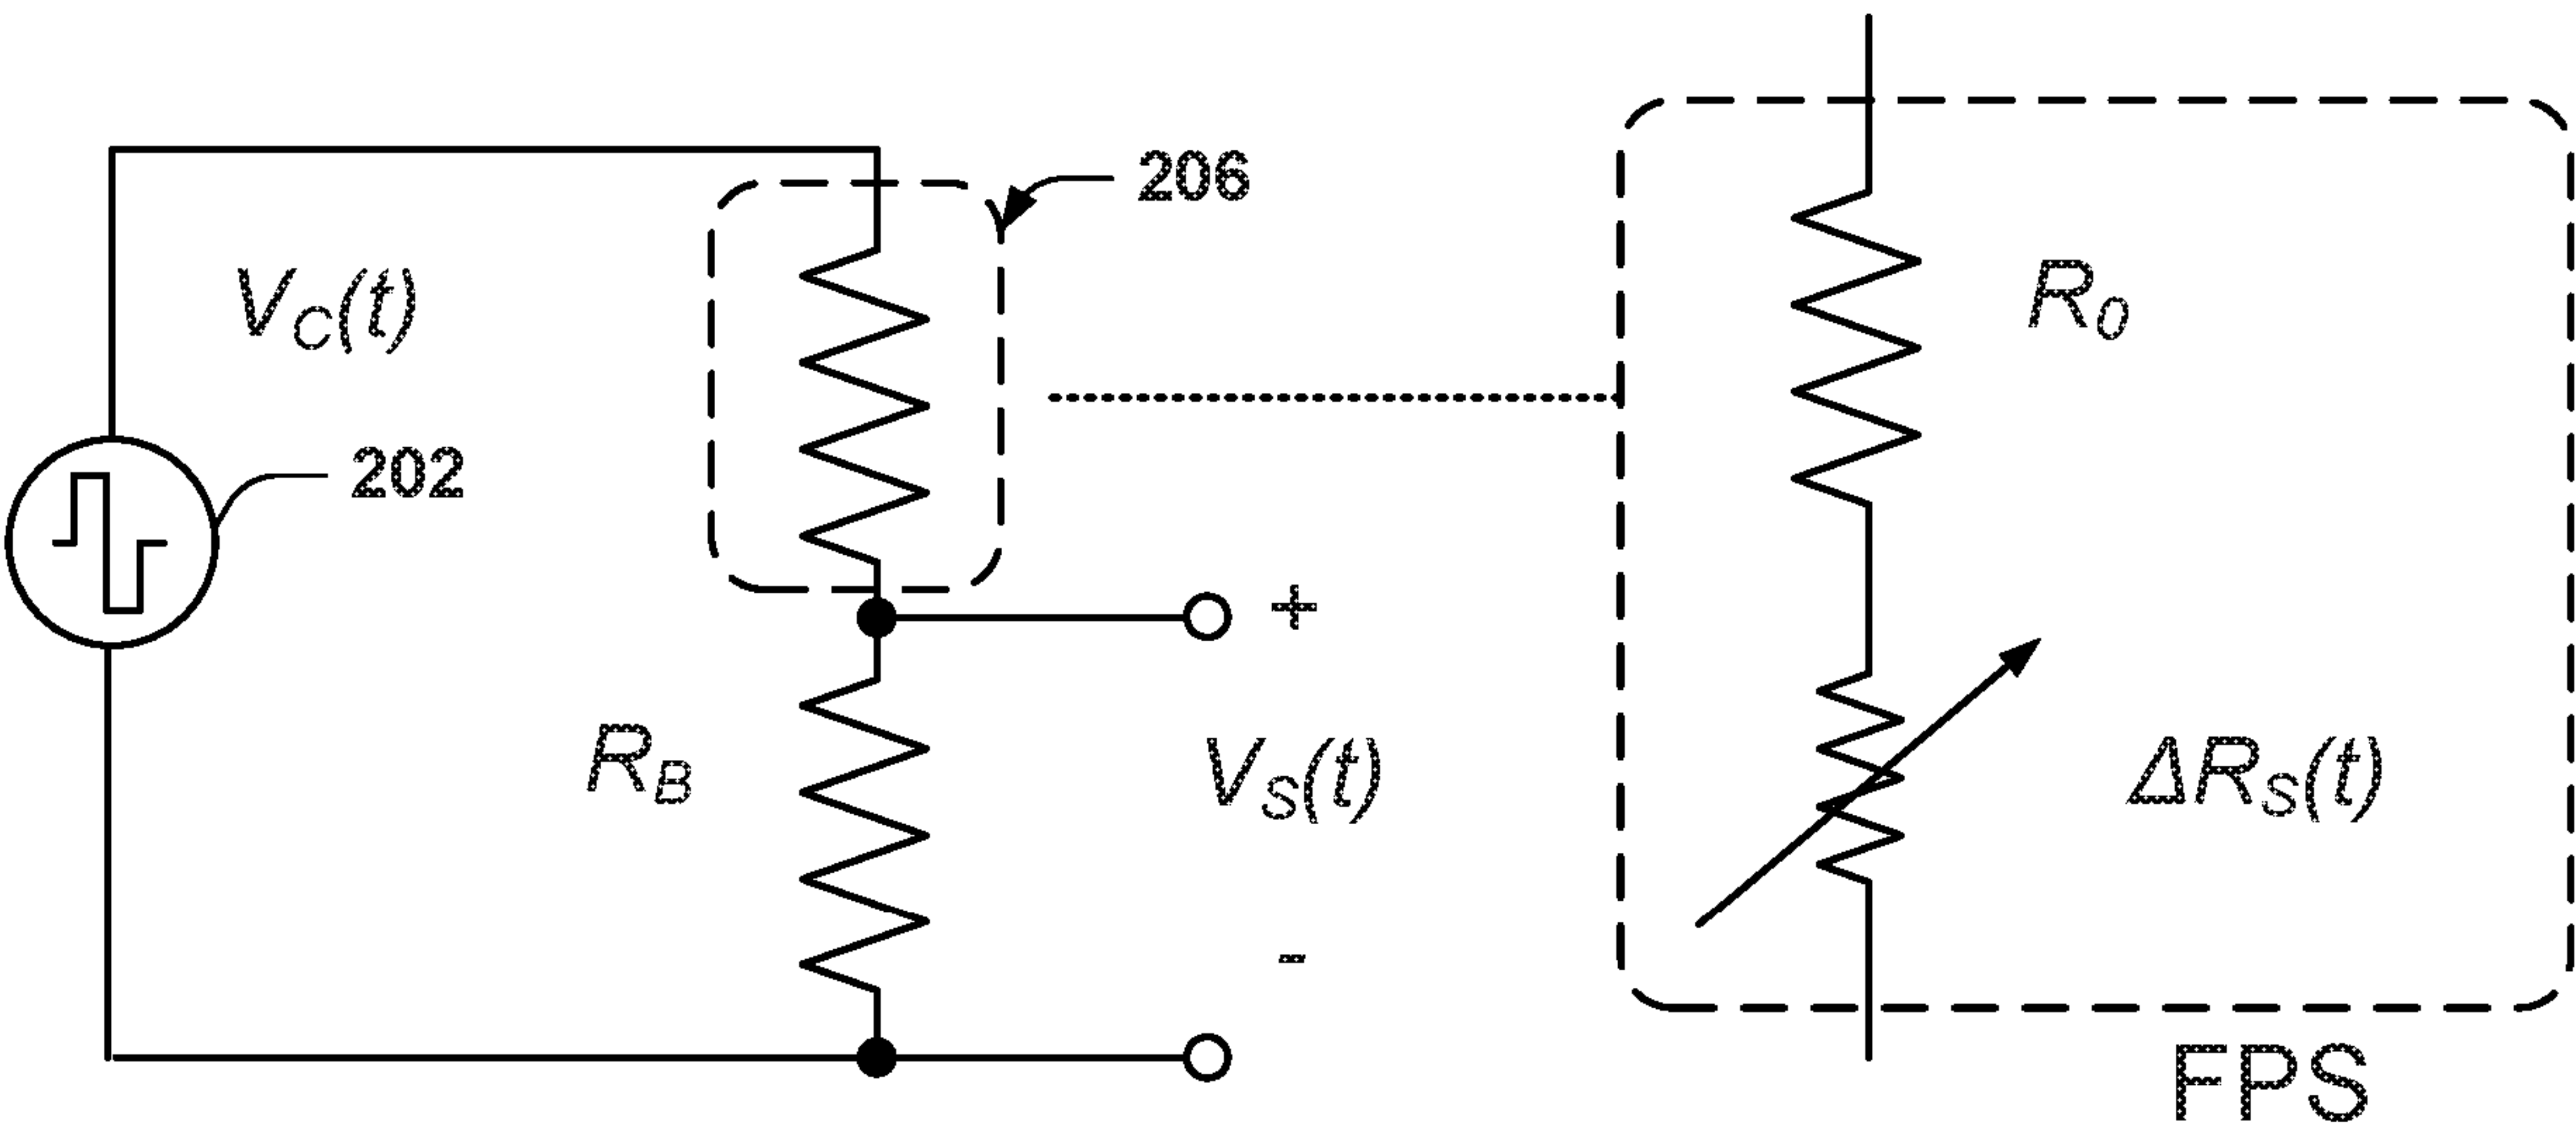 206
V_C(t)
R_0
202
+
R_B
V_S(t)
ΔR_S(t)
-
FPS